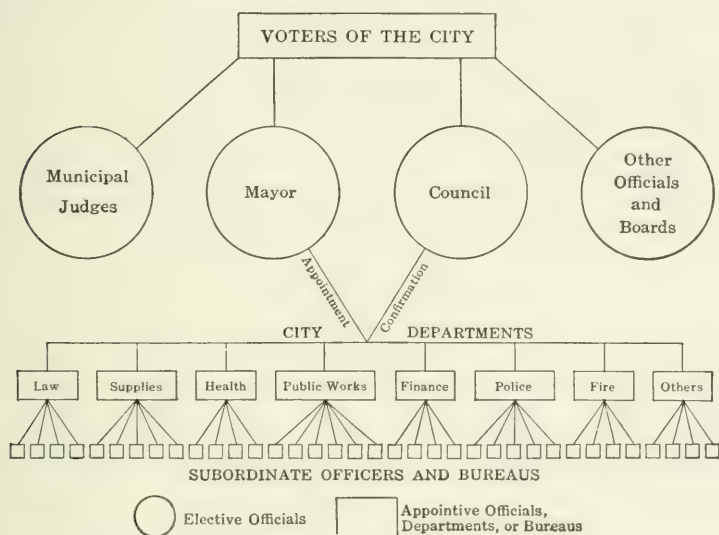 VOTERS OF THE CITY
Municipal
Judges
Mayor
Council
Other
Officials
and
Boards
Appointment
Confirmation
CITY DEPARTMENTS
Law
Supplies
Health
Public Works
Finance
Police
Fire
Others
SUBORDINATE OFFICERS AND BUREAUS
Elective Officials
Appointive Officials,
Departments, or Bureaus